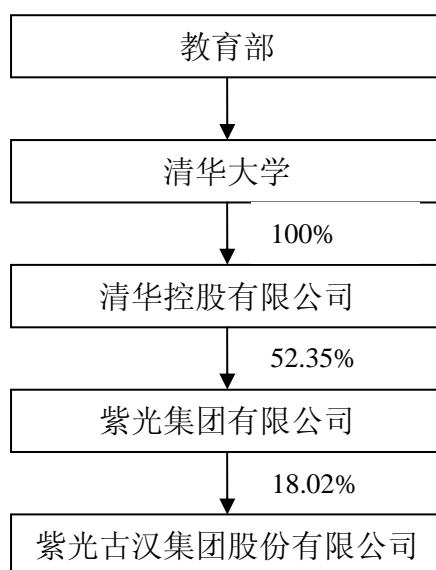 教育部
清华大学
100%
清华控股有限公司
52.35%
紫光集团有限公司
18.02%
紫光古汉集团股份有限公司